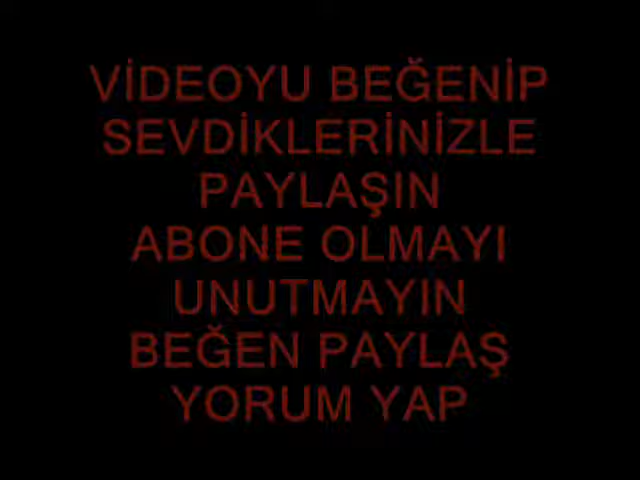 VİDEOYU BEĞENİP
SEVDİKLERİNİZLE
PAYLAŞIN
ABONE OLMAYI
UNUTMAYIN
BEĞEN PAYLAŞ
YORUM YAP